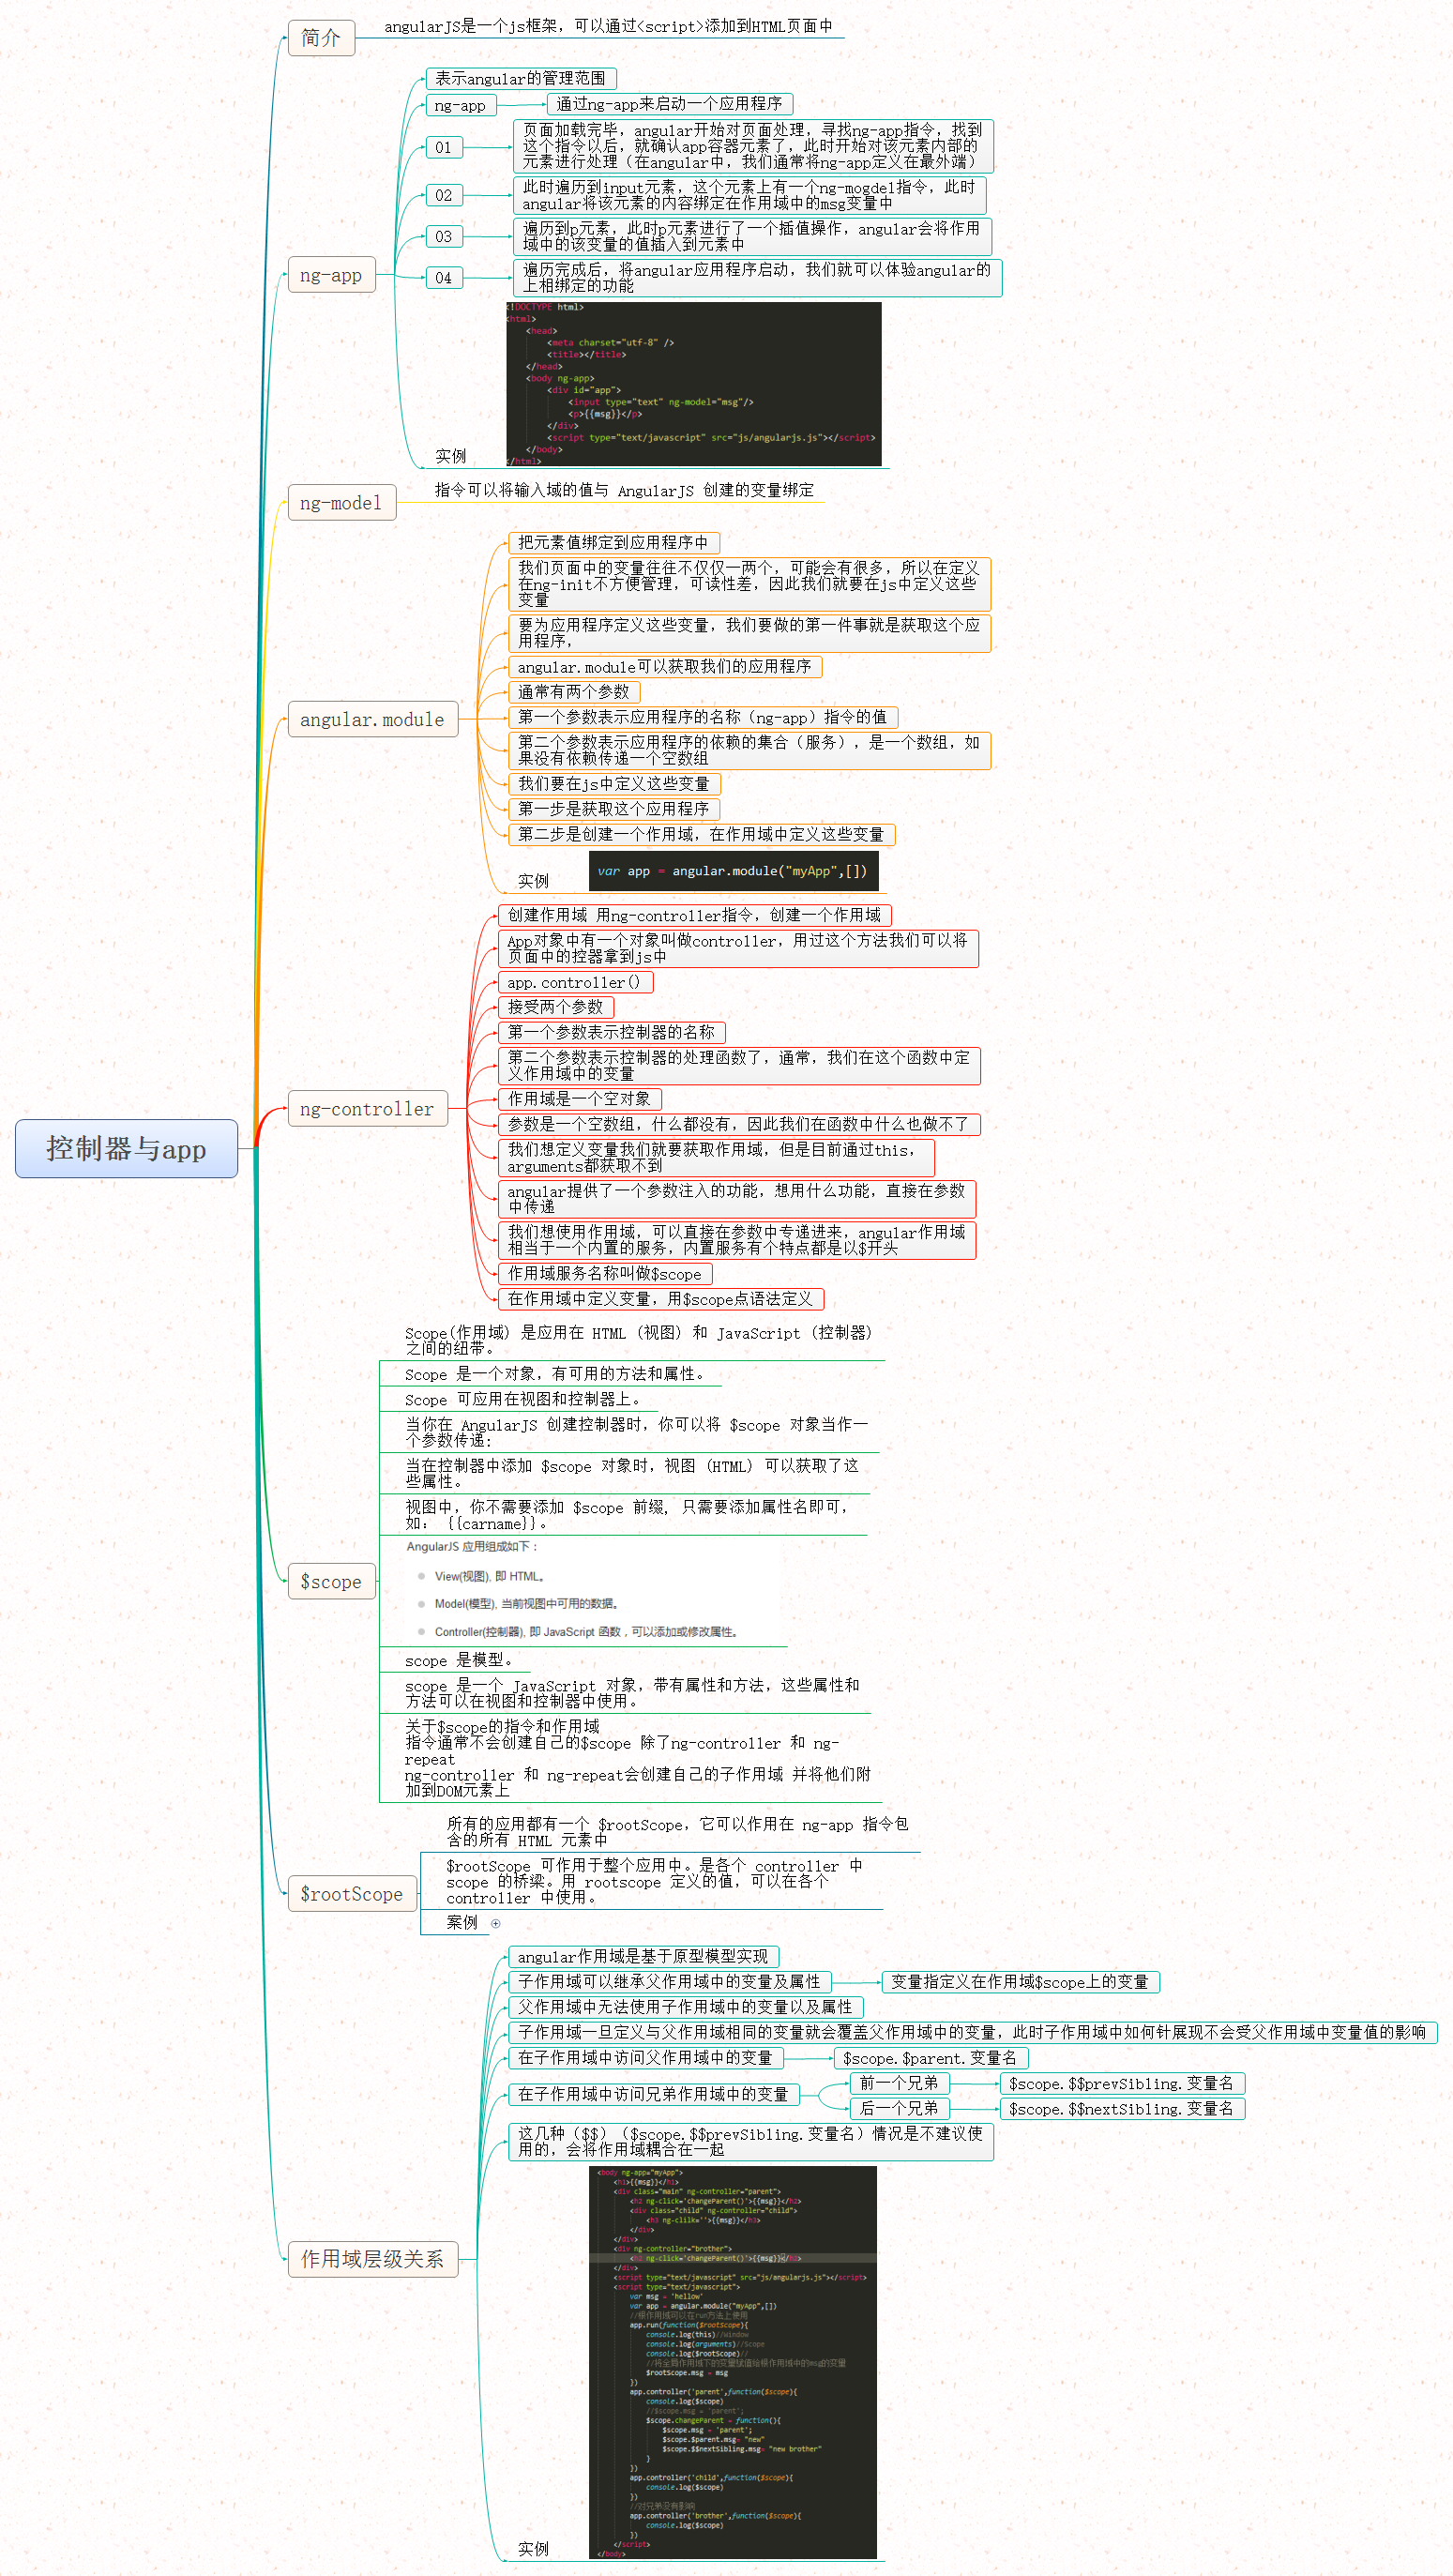 控制器与app
简介
angularJS是一个js框架，可以通过<script>添加到HTML页面中
ng-app
表示angular的管理范围
ng-app
通过ng-app来启动一个应用程序
01
页面加载完毕，angular开始对页面处理，寻找ng-app指令，找到
这个指令以后，就确认app容器元素了，此时开始对该元素内部的
元素进行处理（在angular中，我们通常将ng-app定义在最外端）
02
此时遍历到input元素，这个元素上有一个ng-mogdel指令，此时
angular将该元素的内容绑定在作用域中的msg变量中
03
遍历到p元素，此时p元素进行了一个插值操作，angular会将作用
域中的该变量的值插入到元素中
04
遍历完成后，将angular应用程序启动，我们就可以体验angular的
上相绑定的功能
实例
<!DOCTYPE html>
<html>
<head>
<meta charset="utf-8" />
<title></title>
</head>
<body ng-app>
<div id="app">
<input type="text" ng-model="msg"/>
<p>{{msg}}</p>
</div>
<script type="text/javascript" src="js/angularjs.js"></script>
</body>
</html>
ng-model
指令可以将输入域的值与 AngularJS 创建的变量绑定
angular.module
把元素值绑定到应用程序中
我们页面中的变量往往不仅仅一两个，可能会有很多，所以在定义
在ng-init不方便管理，可读性差，因此我们就要在js中定义这些
变量
要为应用程序定义这些变量，我们要做的第一件事就是获取这个应
用程序，
angular.module可以获取我们的应用程序
通常有两个参数
第一个参数表示应用程序的名称（ng-app）指令的值
第二个参数表示应用程序的依赖的集合（服务），是一个数组，如
果没有依赖传递一个空数组
我们要在js中定义这些变量
第一步是获取这个应用程序
第二步是创建一个作用域，在作用域中定义这些变量
实例
var app = angular.module("myApp",[])
ng-controller
创建作用域 用ng-controller指令，创建一个作用域
App对象中有一个对象叫做controller，用过这个方法我们可以将
页面中的控器拿到js中
app.controller()
接受两个参数
第一个参数表示控制器的名称
第二个参数表示控制器的处理函数了，通常，我们在这个函数中定
义作用域中的变量
作用域是一个空对象
参数是一个空数组，什么都没有，因此我们在函数中什么也做不了
我们想定义变量我们就要获取作用域，但是目前通过this，
arguments都获取不到
angular提供了一个参数注入的功能，想用什么功能，直接在参数
中传递
我们想使用作用域，可以直接在参数中专递进来，angular作用域
相当于一个内置的服务，内置服务有个特点都是以$开头
作用域服务名称叫做$scope
在作用域中定义变量，用$scope点语法定义
$scope
Scope(作用域) 是应用在 HTML (视图) 和 JavaScript (控制器)
之间的纽带。
Scope 是一个对象，有可用的方法和属性。
Scope 可应用在视图和控制器上。
当你在 AngularJS 创建控制器时，你可以将 $scope 对象当作一
个参数传递:
当在控制器中添加 $scope 对象时，视图 (HTML) 可以获取了这
些属性。
视图中，你不需要添加 $scope 前缀, 只需要添加属性名即可，
如： {{carname}}。
AngularJS 应用组成如下：
View(视图), 即 HTML。
Model(模型), 当前视图中可用的数据。
Controller(控制器), 即 JavaScript 函数，可以添加或修改属性。
scope 是模型。
scope 是一个 JavaScript 对象，带有属性和方法，这些属性和
方法可以在视图和控制器中使用。
关于$scope的指令和作用域
指令通常不会创建自己的$scope 除了ng-controller 和 ng-
repeat
ng-controller 和 ng-repeat会创建自己的子作用域 并将他们附
加到DOM元素上
$rootScope
所有的应用都有一个 $rootScope，它可以作用在 ng-app 指令包
含的所有 HTML 元素中
$rootScope 可作用于整个应用中。是各个 controller 中
scope 的桥梁。用 rootscope 定义的值，可以在各个
controller 中使用。
案例
作用域层级关系
angular作用域是基于原型模型实现
子作用域可以继承父作用域中的变量及属性
变量指定义在作用域$scope上的变量
父作用域中无法使用子作用域中的变量以及属性
子作用域一旦定义与父作用域相同的变量就会覆盖父作用域中的变量，此时子作用域中如何针展现不会受父作用域中变量值的影响
在子作用域中访问父作用域中的变量
$scope.$parent.变量名
在子作用域中访问兄弟作用域中的变量
前一个兄弟
$scope.$$prevSibling.变量名
后一个兄弟
$scope.$$nextSibling.变量名
这几种（$$）（$scope.$$prevSibling.变量名）情况是不建议使
用的，会将作用域耦合在一起
实例
<body ng-app="myApp">
<h1>{{msg}}</h1>
<div class="main" ng-controller="parent">
<h2 ng-click='changeParent()'>{{msg}}</h2>
<div class="child" ng-controller="child">
<h3 ng-clilk=''>{{msg}}</h3>
</div>
</div>
<div ng-controller="brother">
<h2 ng-click='changeParent()'>{{msg}}</h2>
</div>
<script type="text/javascript" src="js/angularjs.js"></script>
<script type="text/javascript">
var msg = 'hellow'
var app = angular.module("myApp",[])
//根作用域可以在run方法上使用
app.run(function($rootScope){
console.log(this)//Window
console.log(arguments)//Scope
console.log($rootScope)//
//将全局作用域下的变量赋值给根作用域中的msg的变量
$rootScope.msg = msg
})
app.controller('parent',function($scope){
console.log($scope)
//$scope.msg = 'parent';
$scope.changeParent = function(){
$scope.msg = 'parent';
$scope.$parent.msg= "new"
$scope.$$nextSibling.msg= "new brother"
}
})
app.controller('child',function($scope){
console.log($scope)
})
//对兄弟没有影响
app.controller('brother',function($scope){
console.log($scope)
})
</script>
</body>